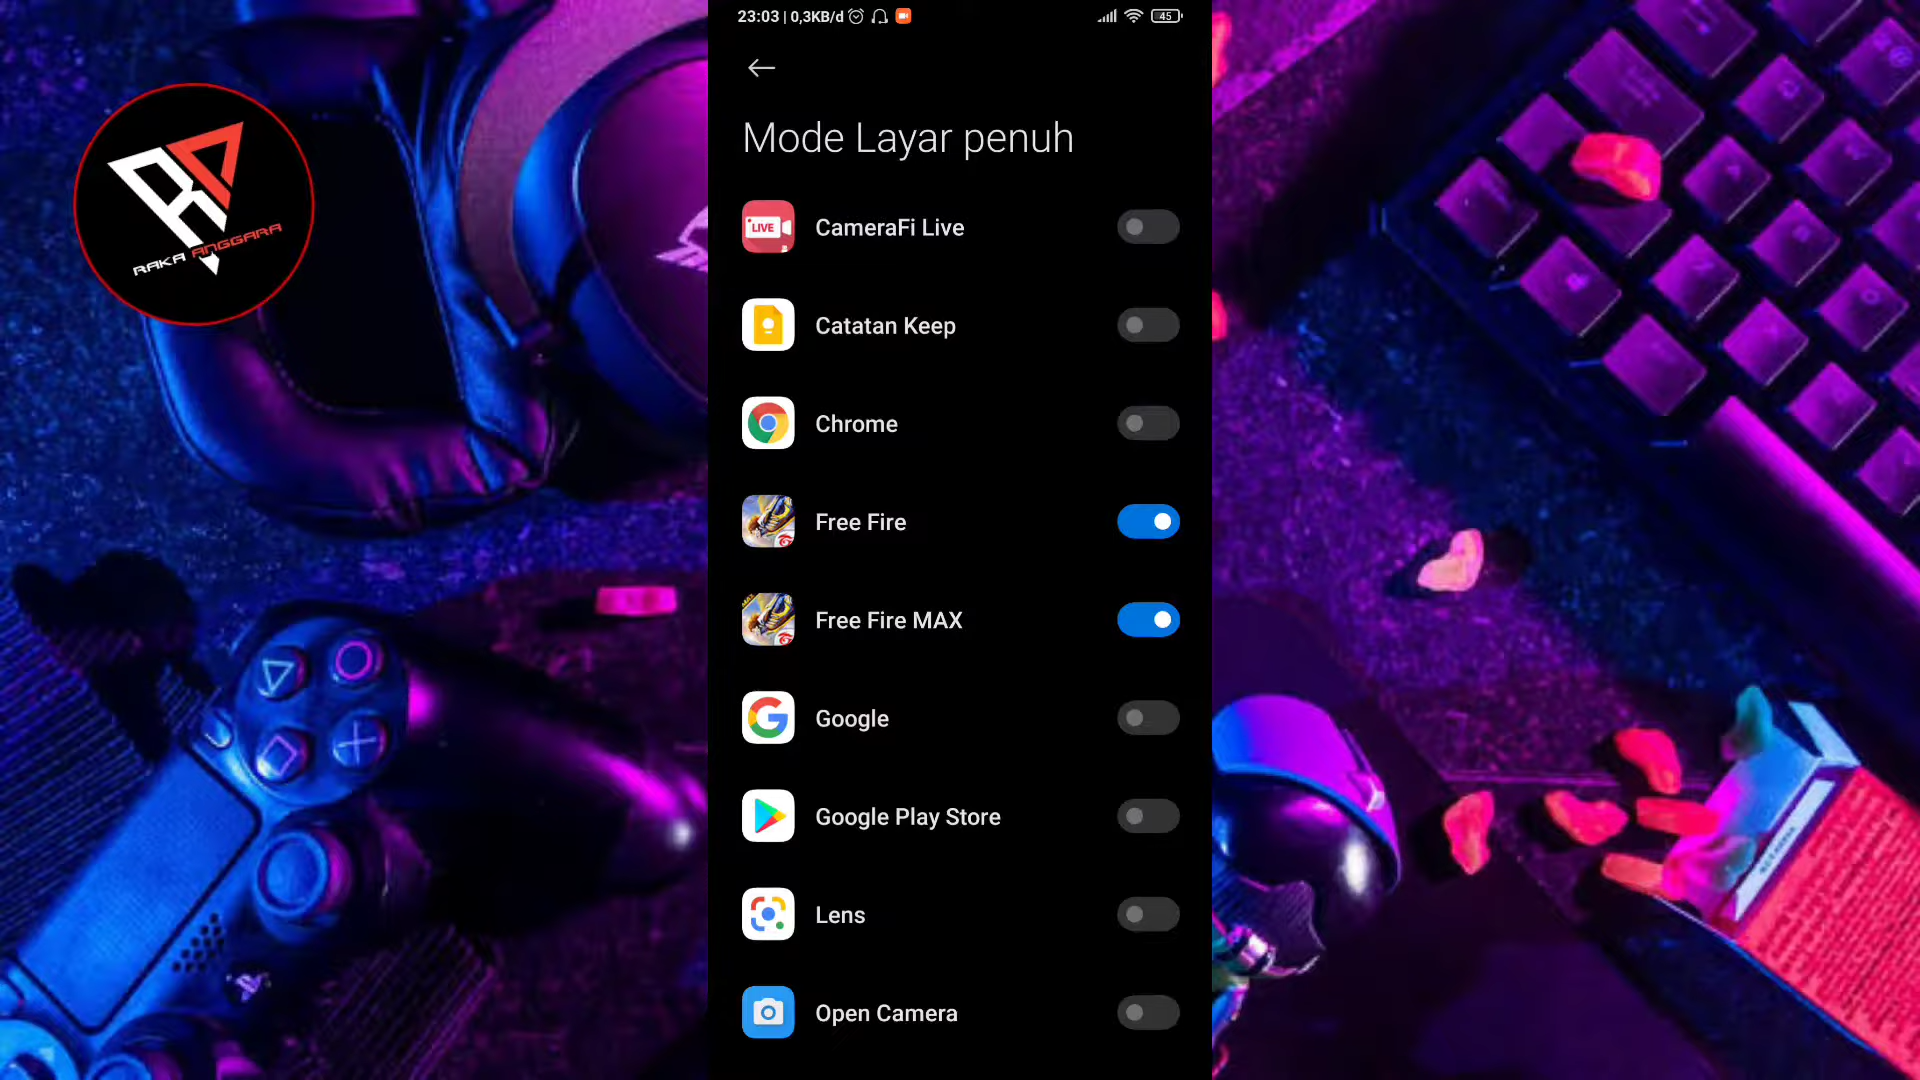 23:03 | 0,3KB/d
45
RAKA ANGGARA
Mode Layar penuh
LIVE
CameraFi Live
Catatan Keep
Chrome
Free Fire
MAX
Free Fire MAX
Google
Google Play Store
Lens
Open Camera